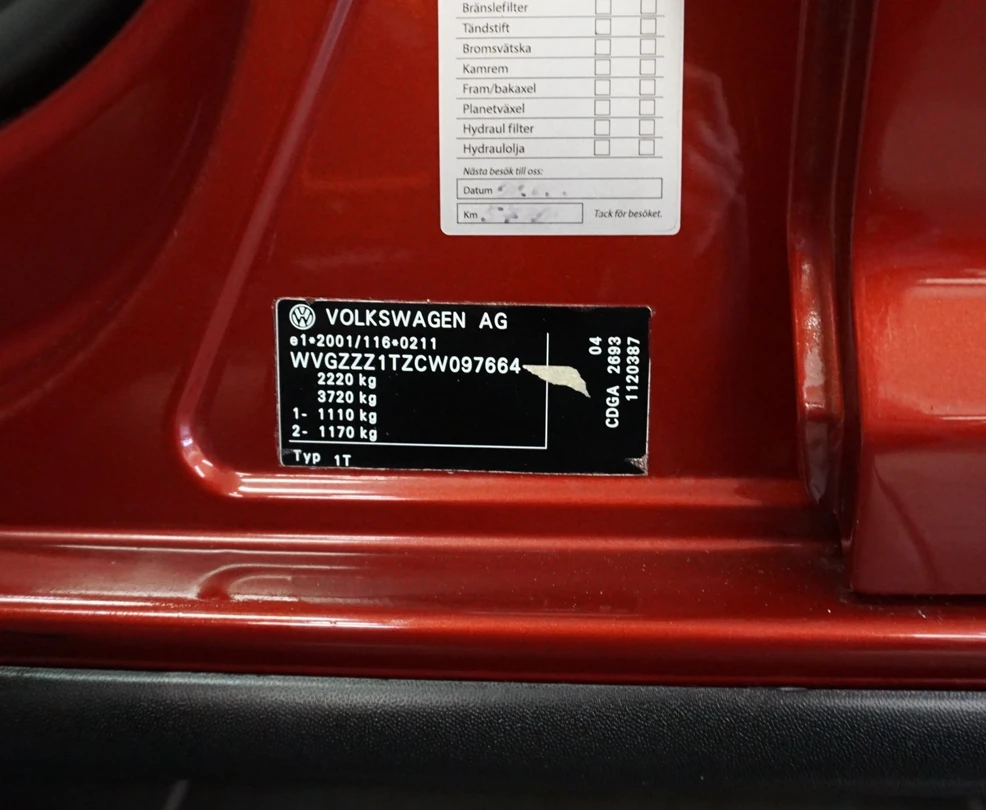 Bränslefilter
Tändstift
Bromsvätska
Kamrem
Fram/bakaxel
Planetväxel
Hydraul filter
Hydraulolja
Nästa besök till oss:
Datum
Km
Tack för besöket.
VOLKSWAGEN AG
e1*2001/116*0211
WVGZZZ1TZCW097664
2220 kg
3720 kg
1- 1110 kg
2- 1170 kg
Typ 1T
04
CDGA 2693
1120387